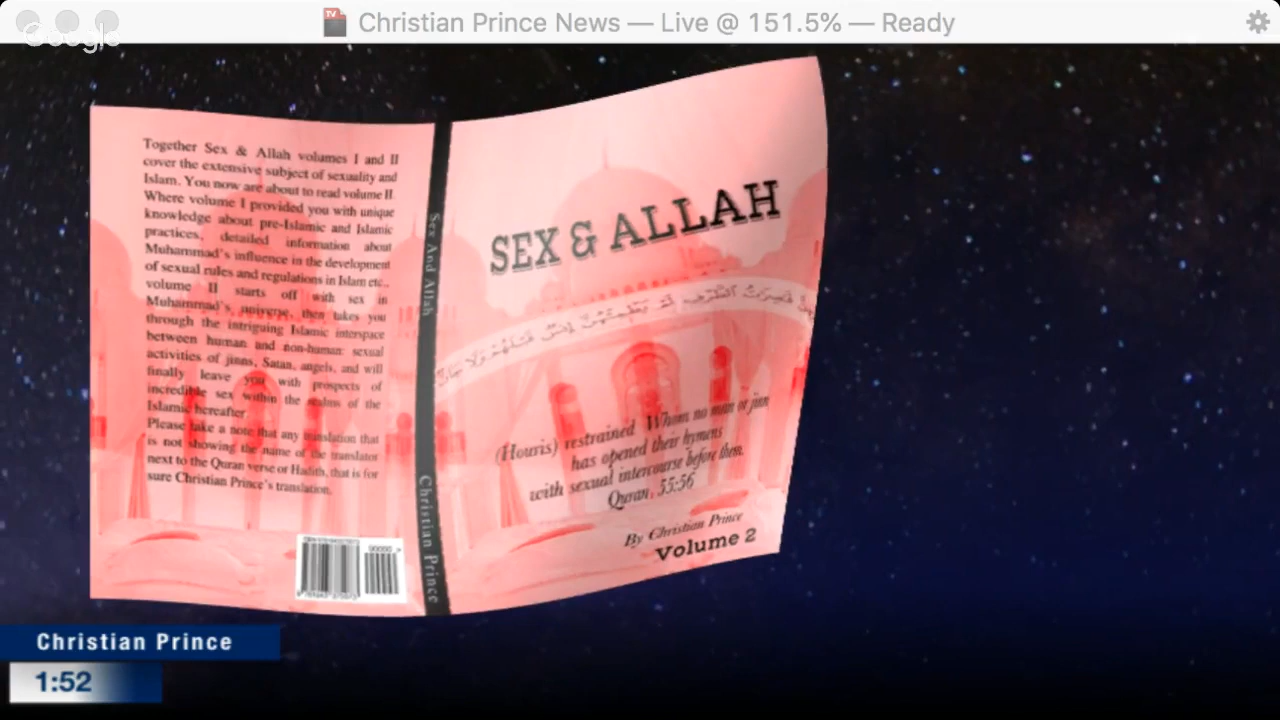 Christian Prince News — Live @ 151.5% — Ready
Google
Together Sex & Allah volumes I and II
cover the extensive subject of sexuality and
Islam. You now are about to read volume II.
Where volume I provided you with unique
knowledge about pre-Islamic and Islamic
practices, detailed information about
Muhammad's influence in the development
of sexual rules and regulations in Islam etc.,
volume II starts off with sex in
Muhammad's, universe, then takes you
through the intriguing Islamic interspace
between human and non-human: sexual
activities of jinns, Satan, angels, and will
finally leave you with prospects of
incredible sex within the realms of the
Islamic hereafter.
Please take a note that any translation that
is not showing the name of the translator
next to the Quran verse or Hadith, that is for
sure Christian Prince's translation.
00000 >
Sex And Allah
Christian Prince
SEX & ALLAH
قَٰصِرَٰتُ ٱلطَّرْفِ لَمْ يَطْمِثْهُنَّ إِنسٌ قَبْلَهُمْ وَلَا جَآنٌّ
(Houris) restrained Whom no man or jinn
has opened their hymens
with sexual intercourse before them.
Quran, 55:56
By Christian Prince
Volume 2
Christian Prince
1:52